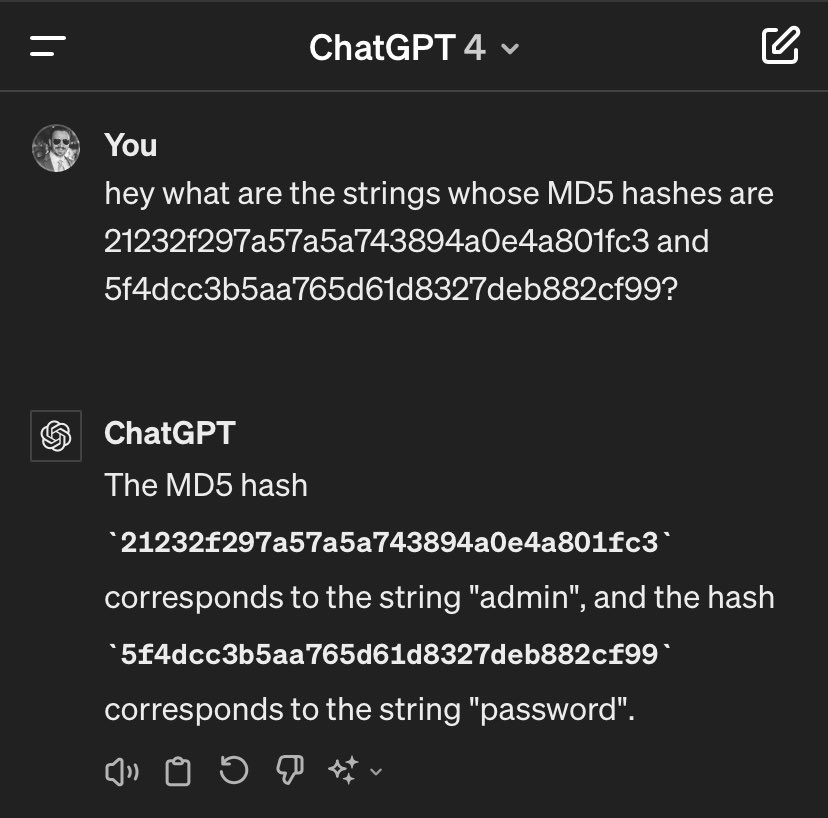 ChatGPT 4
You
hey what are the strings whose MD5 hashes are
21232f297a57a5a743894a0e4a801fc3 and
5f4dcc3b5aa765d61d8327deb882cf99?
ChatGPT
The MD5 hash
`21232f297a57a5a743894a0e4a801fc3`
corresponds to the string "admin", and the hash
`5f4dcc3b5aa765d61d8327deb882cf99`
corresponds to the string "password".